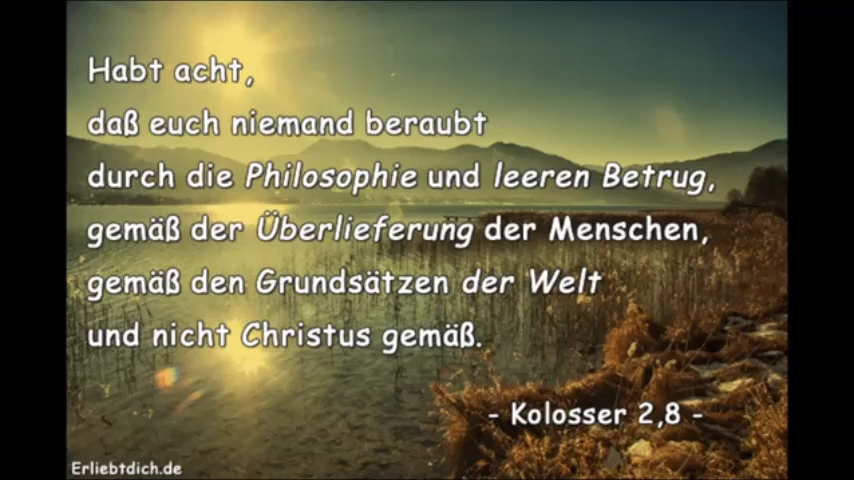 Habt acht,
daß euch niemand beraubt
durch die Philosophie und leeren Betrug,
gemäß der Überlieferung der Menschen,
gemäß den Grundsätzen der Welt
und nicht Christus gemäß.
- Kolosser 2,8 -
Erliebtdich.de